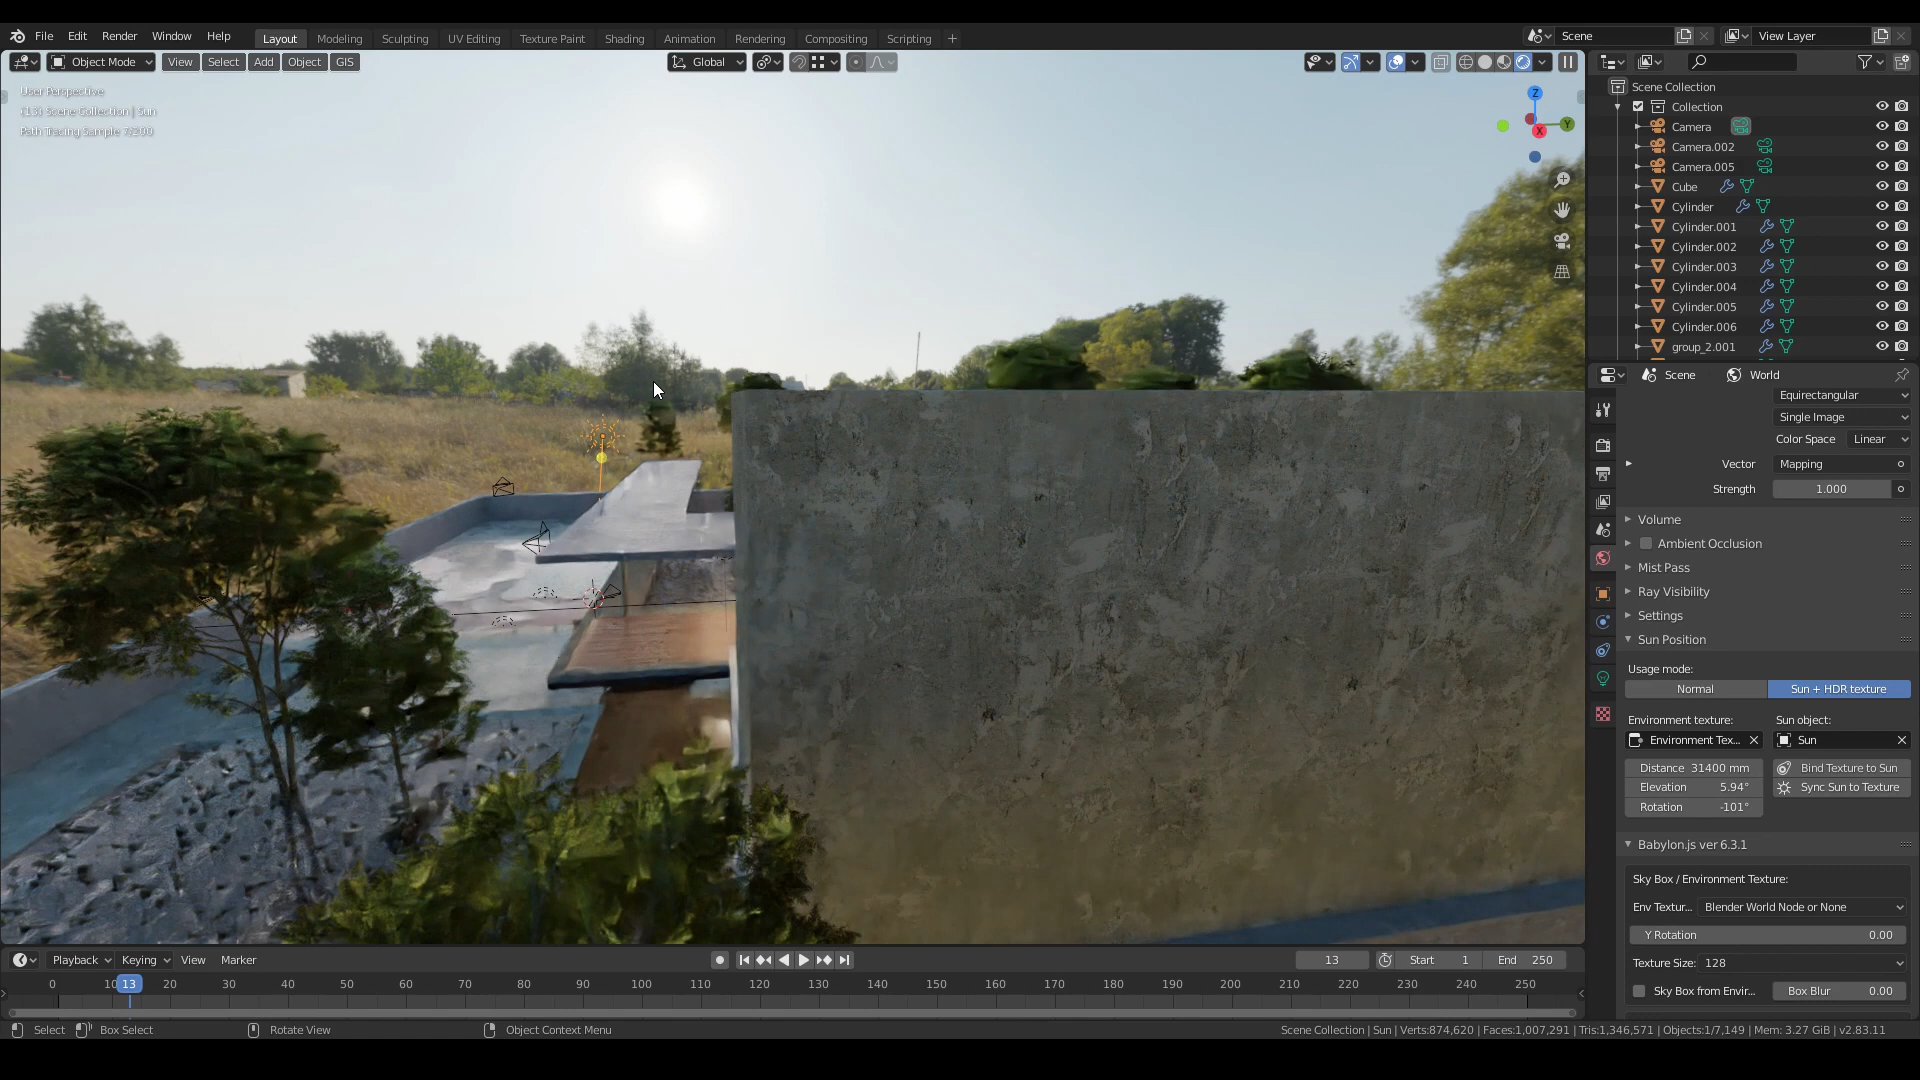 File Edit Render Window Help Layout Modeling Sculpting UV Editing Texture Paint Shading Animation Rendering Compositing Scripting + Scene View Layer
Object Mode View Select Add Object GIS Global
User Perspective
(13) Scene Collection | Sun
Path Tracing Sample 7/200
Z
Y
X
Scene Collection
Collection
Camera
Camera.002
Camera.005
Cube
Cylinder
Cylinder.001
Cylinder.002
Cylinder.003
Cylinder.004
Cylinder.005
Cylinder.006
group_2.001
Scene World
Equirectangular
Single Image
Color Space Linear
Vector Mapping
Strength 1.000
Volume
Ambient Occlusion
Mist Pass
Ray Visibility
Settings
Sun Position
Usage mode:
Normal Sun + HDR texture
Environment texture: Sun object:
Environment Tex... Sun
Distance 31400 mm Bind Texture to Sun
Elevation 5.94° Sync Sun to Texture
Rotation -101°
Babylon.js ver 6.3.1
Sky Box / Environment Texture:
Env Textur... Blender World Node or None
Y Rotation 0.00
Texture Size: 128
Sky Box from Envir... Box Blur 0.00
Playback Keying View Marker 13 Start 1 End 250
0 10 13 20 30 40 50 60 70 80 90 100 110 120 130 140 150 160 170 180 190 200 210 220 230 240 250
Select Box Select Rotate View Object Context Menu Scene Collection | Sun | Verts:874,620 | Faces:1,007,291 | Tris:1,346,571 | Objects:1/7,149 | Mem: 3.27 GiB | v2.83.11